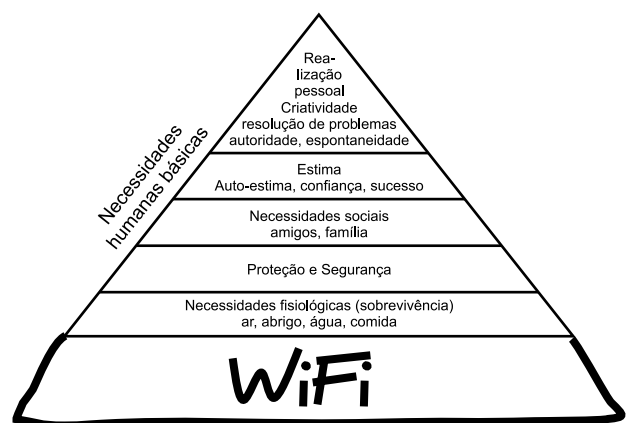 Necessidades
humanas básicas
Rea-
lização
pessoal
Criatividade
resolução de problemas
autoridade, espontaneidade
Estima
Auto-estima, confiança, sucesso
Necessidades sociais
amigos, família
Proteção e Segurança
Necessidades fisiológicas (sobrevivência)
ar, abrigo, água, comida
WiFi